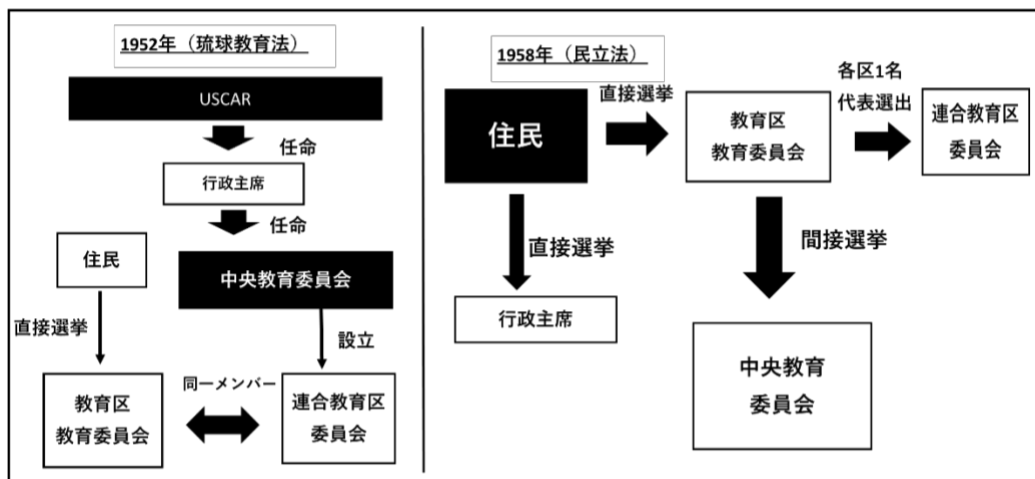 1952年（琉球教育法）
USCAR
任命
行政主席
任命
住民
中央教育委員会
直接選挙
設立
教育区
教育委員会
同一メンバー
連合教育区
委員会
1958年（民立法）
住民
直接選挙
教育区
教育委員会
各区1名
代表選出
連合教育区
委員会
直接選挙
行政主席
間接選挙
中央教育
委員会